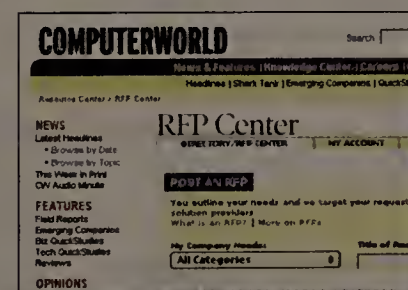 COMPUTERWORLD
Search
News & Features | Knowledge Center | Careers
Headlines | Shark Tank | Emerging Companies | QuickS
Resource Center > RFP Center
NEWS
Latest Headlines
Browse by Date
Browse by Topic
This Week in Print
CW Audio Minute
FEATURES
Field Reports
Emerging Companies
Biz QuickStudies
Tech QuickStudies
Reviews
OPINIONS
RFP Center
DIRECTORY/RFP CENTER | MY ACCOUNT
POST AN RFP
You outline your needs and we target your request
solution providers
What is an RFP? | More on RFPs
My Company Needs:
Title of
All Categories